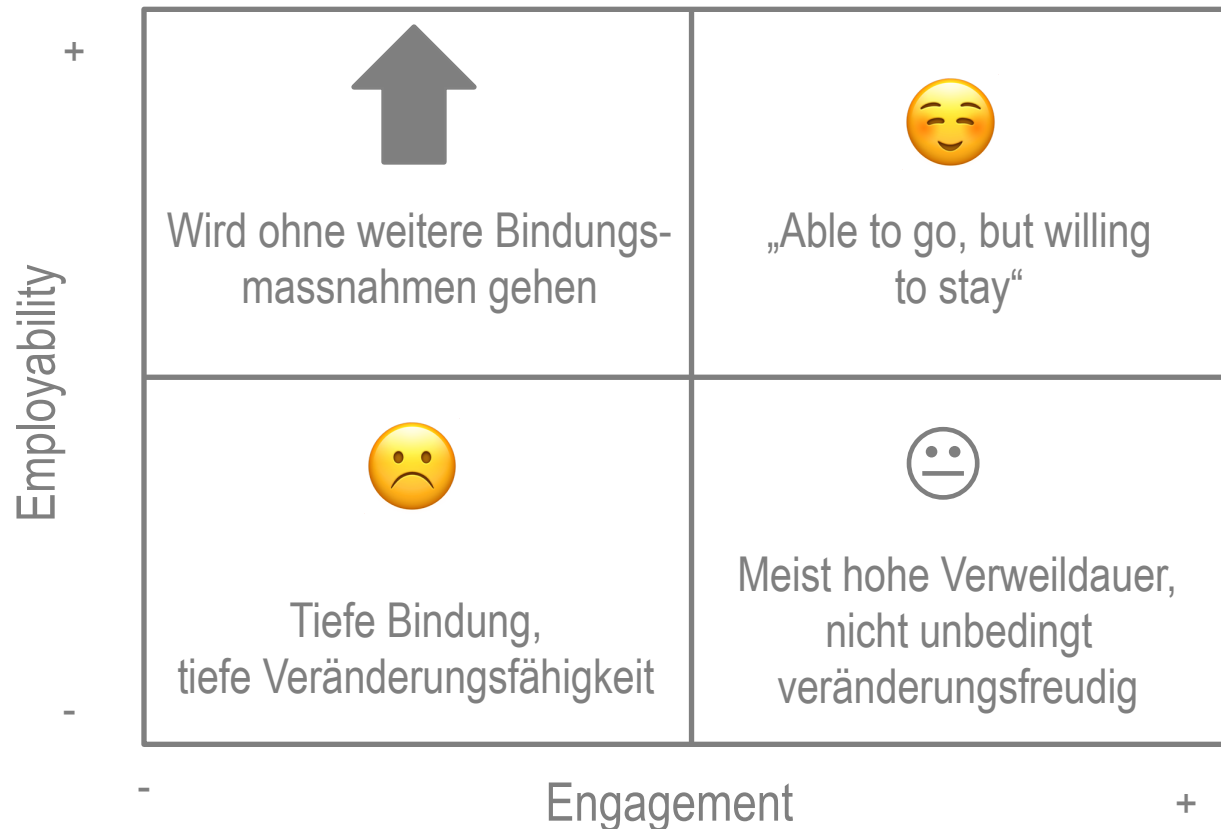 +
Wird ohne weitere Bindungs-
massnahmen gehen
„Able to go, but willing
to stay“
Employability
Tiefe Bindung,
tiefe Veränderungsfähigkeit
Meist hohe Verweildauer,
nicht unbedingt
veränderungsfreudig
-
-
Engagement
+